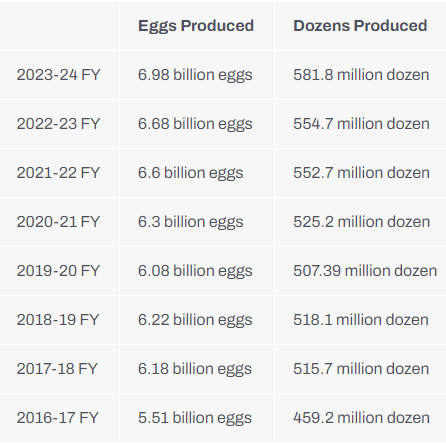 Eggs Produced Dozens Produced
2023-24 FY 6.98 billion eggs 581.8 million dozen
2022-23 FY 6.68 billion eggs 554.7 million dozen
2021-22 FY 6.6 billion eggs 552.7 million dozen
2020-21 FY 6.3 billion eggs 525.2 million dozen
2019-20 FY 6.08 billion eggs 507.39 million dozen
2018-19 FY 6.22 billion eggs 518.1 million dozen
2017-18 FY 6.18 billion eggs 515.7 million dozen
2016-17 FY 5.51 billion eggs 459.2 million dozen